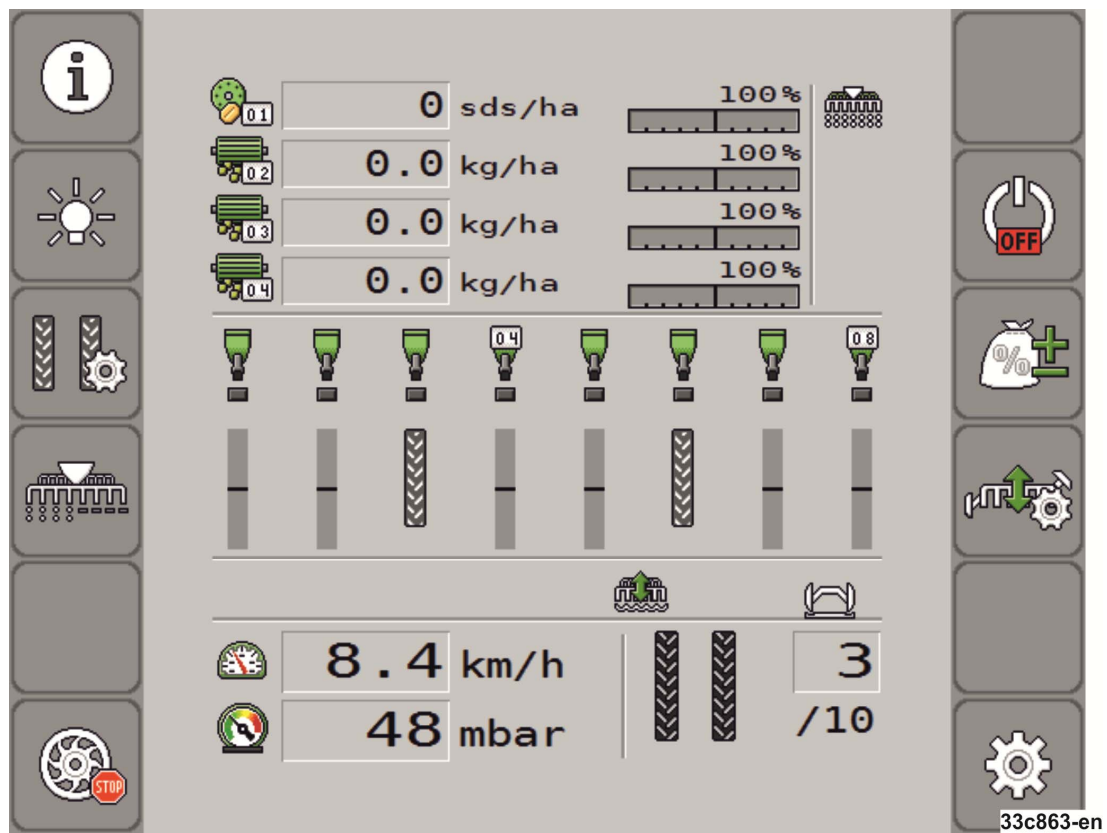 i
100%
01 0 sds/ha
100%
02 0.0 kg/ha
100%
03 0.0 kg/ha
100%
04 0.0 kg/ha
OFF
04 08
%
8.4 km/h 3
48 mbar /10
STOP
33c863-en